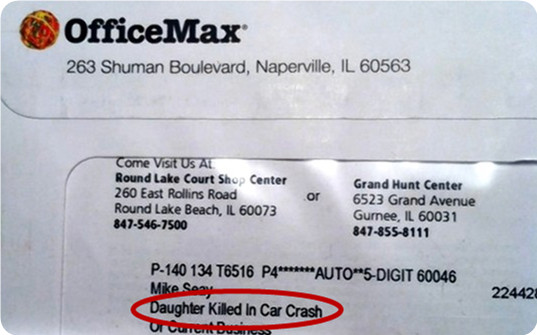 OfficeMax®
263 Shuman Boulevard, Naperville, IL 60563
Come Visit Us At
Round Lake Court Shop Center
260 East Rollins Road
Round Lake Beach, IL 60073
847-546-7500
or
Grand Hunt Center
6523 Grand Avenue
Gurnee, IL 60031
847-855-8111
P-140 134 T6516 P4*******AUTO**5-DIGIT 60046
Mike Seay
224428
Daughter Killed In Car Crash
Or Current Business